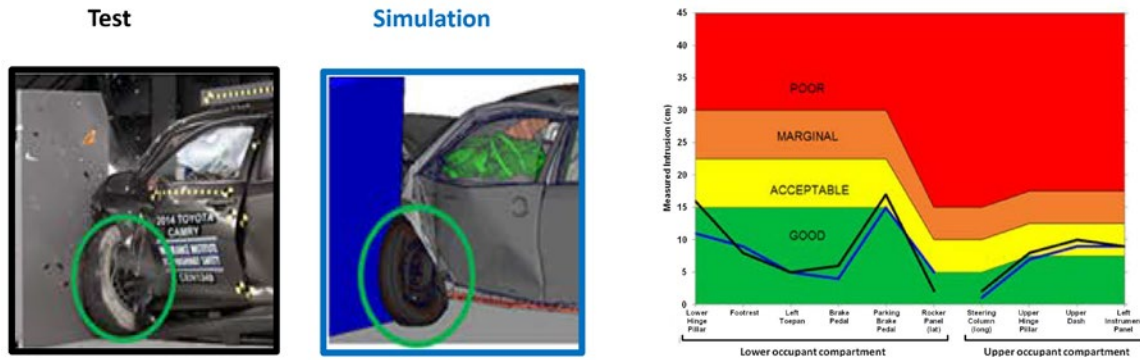 Test
Simulation
2014 TOYOTA
CAMRY
POOR
MARGINAL
ACCEPTABLE
GOOD
Measured Intrusion (cm)
45
40
35
30
25
20
15
10
5
0
Lower Hinge Pillar
Footrest
Left Toepan
Brake Pedal
Parking Brake Pedal
Rocker Panel (lat)
Steering Column (long)
Upper Hinge Pillar
Upper Dash
Left Instrument Panel
Lower occupant compartment
Upper occupant compartment